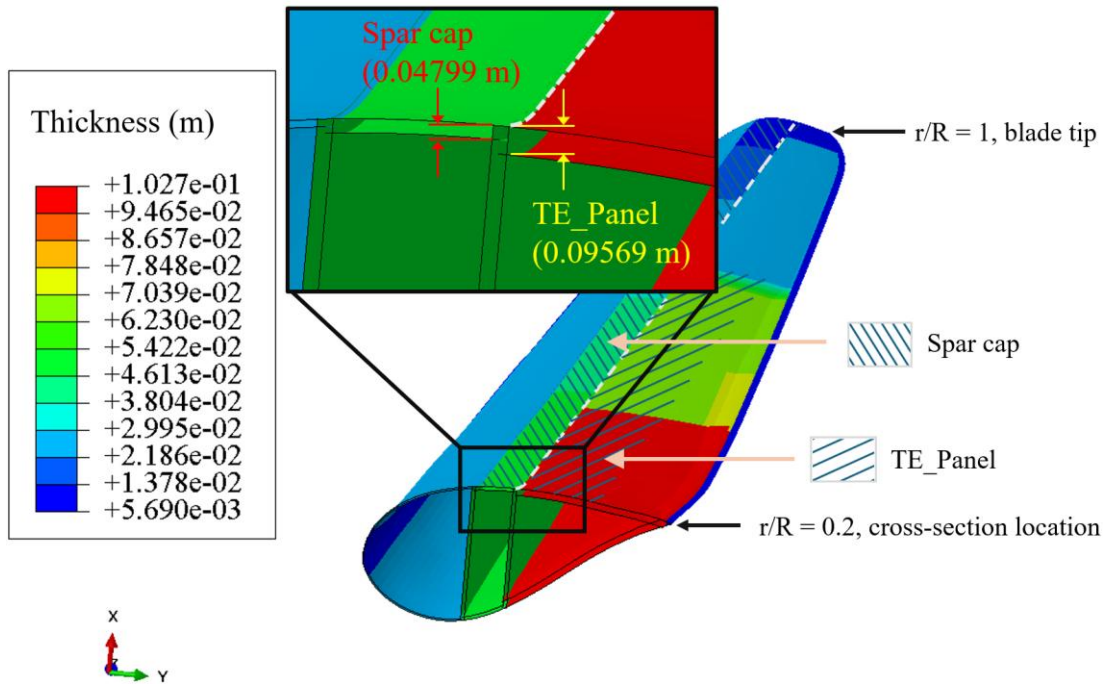 Spar cap
(0.04799 m)
TE_Panel
(0.09569 m)
Thickness (m)
+1.027e-01
+9.465e-02
+8.657e-02
+7.848e-02
+7.039e-02
+6.230e-02
+5.422e-02
+4.613e-02
+3.804e-02
+2.995e-02
+2.186e-02
+1.378e-02
+5.690e-03
r/R = 1, blade tip
Spar cap
TE_Panel
r/R = 0.2, cross-section location
X
Z
Y